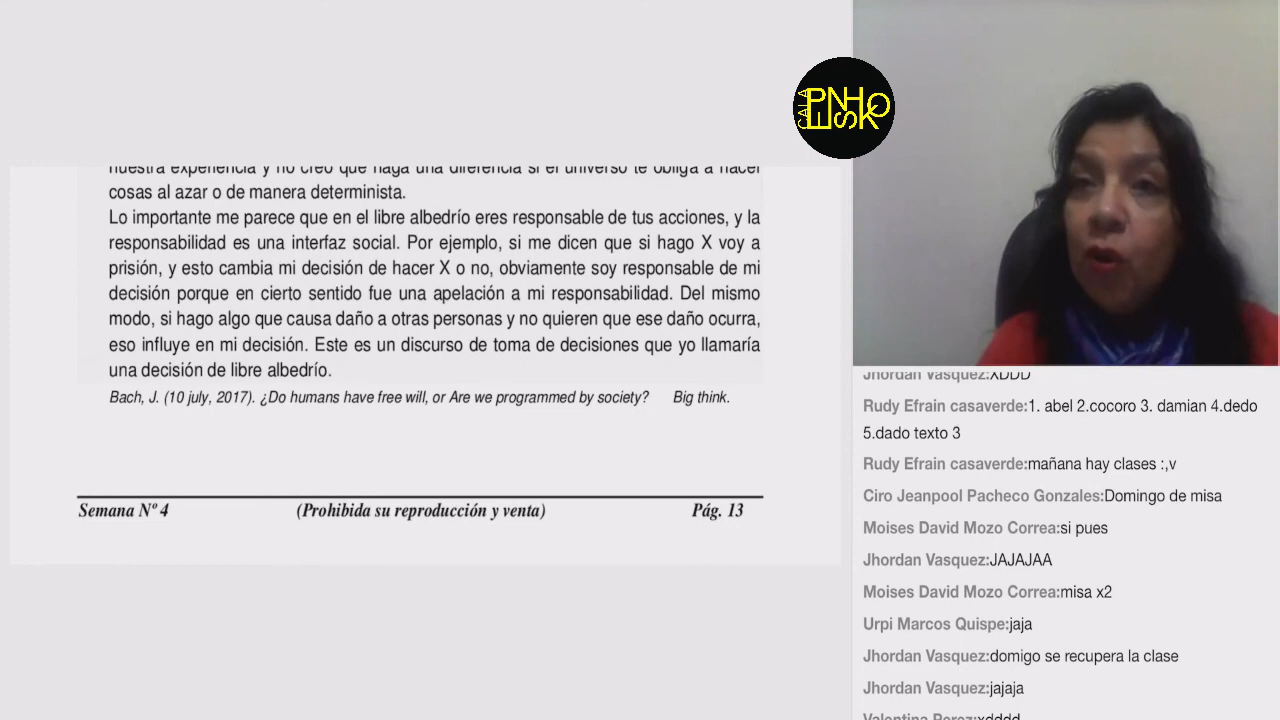 nuestra experiencia y no creo que haga una diferencia si el universo te obliga a hacer
cosas al azar o de manera determinista.
Lo importante me parece que en el libre albedrío eres responsable de tus acciones, y la
responsabilidad es una interfaz social. Por ejemplo, si me dicen que si hago X voy a
prisión, y esto cambia mi decisión de hacer X o no, obviamente soy responsable de mi
decisión porque en cierto sentido fue una apelación a mi responsabilidad. Del mismo
modo, si hago algo que causa daño a otras personas y no quieren que ese daño ocurra,
eso influye en mi decisión. Este es un discurso de toma de decisiones que yo llamaría
una decisión de libre albedrío.
Bach, J. (10 july, 2017). ¿Do humans have free will, or Are we programmed by society? Big think.
Semana Nº 4 (Prohibida su reproducción y venta) Pág. 13
CALA
PENSHKO
Jhordan Vasquez:XDDD
Rudy Efrain casaverde:1. abel 2.cocoro 3. damian 4.dedo
5.dado texto 3
Rudy Efrain casaverde:mañana hay clases :,v
Ciro Jeanpool Pacheco Gonzales:Domingo de misa
Moises David Mozo Correa:si pues
Jhordan Vasquez:JAJAJAA
Moises David Mozo Correa:misa x2
Urpi Marcos Quispe:jaja
Jhordan Vasquez:domigo se recupera la clase
Jhordan Vasquez:jajaja
Valentina Perez:xdddd